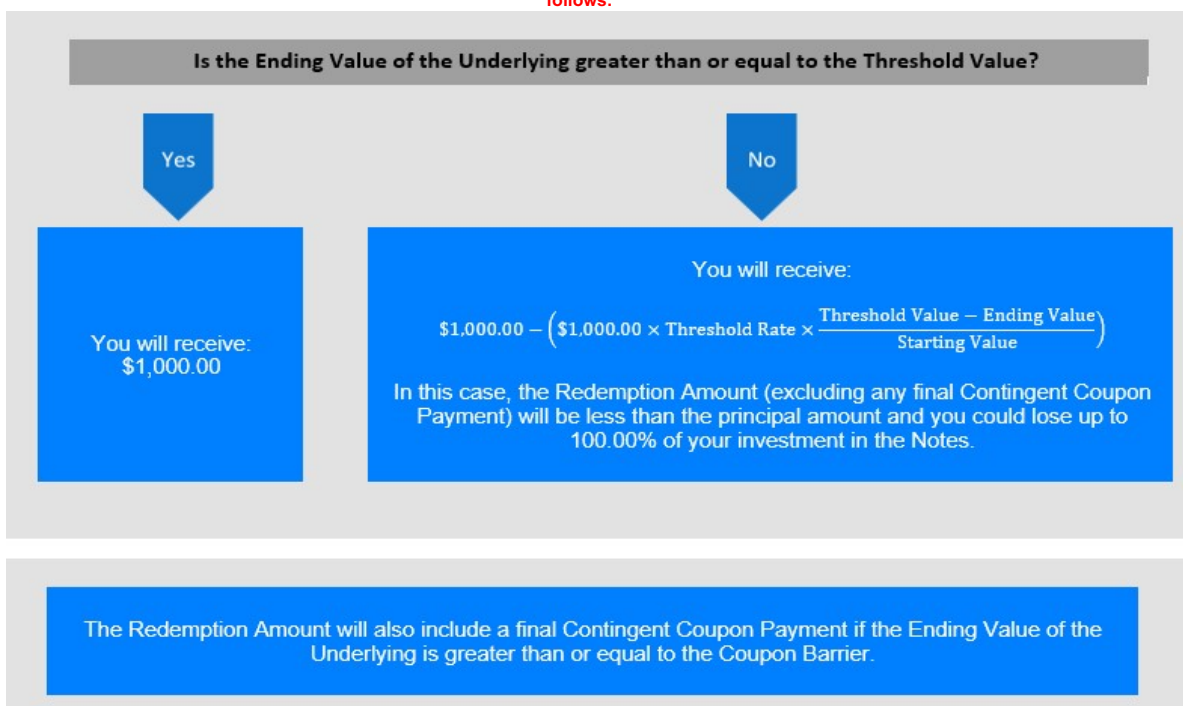 follows:
Is the Ending Value of the Underlying greater than or equal to the Threshold Value?
Yes
No
You will receive:
$1,000.00
You will receive:
$1,000.00 − ($1,000.00 × Threshold Rate × (Threshold Value − Ending Value) / Starting Value)
In this case, the Redemption Amount (excluding any final Contingent Coupon
Payment) will be less than the principal amount and you could lose up to
100.00% of your investment in the Notes.
The Redemption Amount will also include a final Contingent Coupon Payment if the Ending Value of the
Underlying is greater than or equal to the Coupon Barrier.